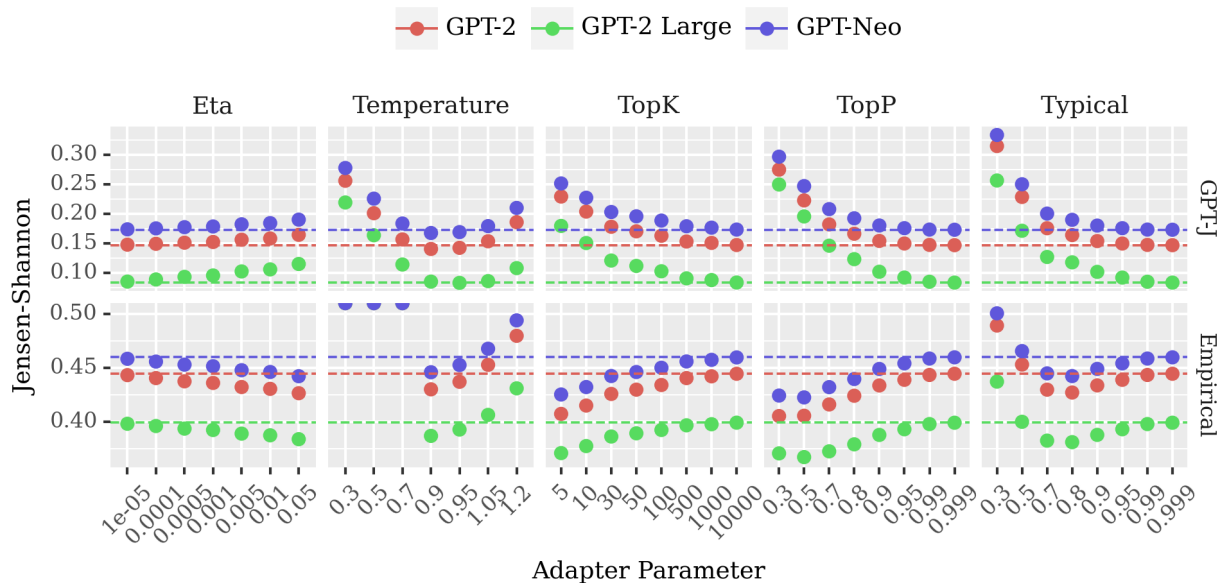 GPT-2 GPT-2 Large GPT-Neo
Eta Temperature TopK TopP Typical
Jensen-Shannon
0.30
0.25
0.20
0.15
0.10
GPT-J
0.50
0.45
0.40
Empirical
1e-05 0.0001 0.0005 0.001 0.005 0.01 0.05 0.3 0.5 0.7 0.9 0.95 1.05 1.2 5 10 30 50 100 500 1000 10000 0.3 0.5 0.7 0.8 0.9 0.95 0.99 0.999 0.3 0.5 0.7 0.8 0.9 0.95 0.99 0.999
Adapter Parameter